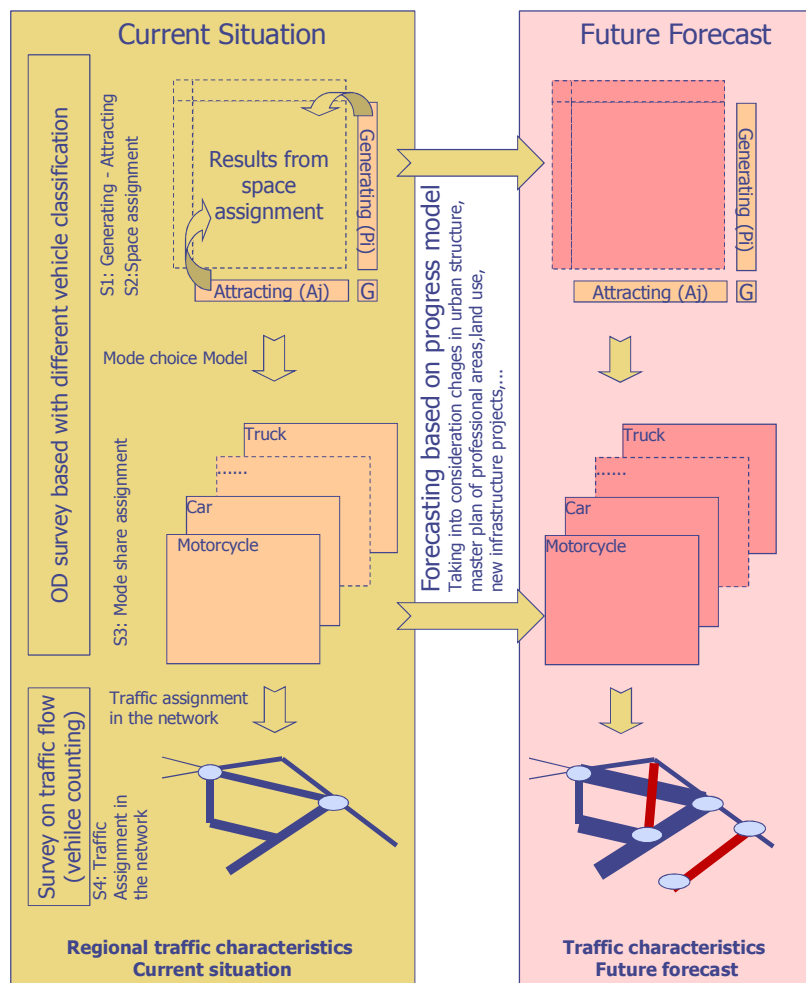 Current Situation
Future Forecast
OD survey based with different vehicle classification
S1: Generating - Attracting
S2:Space assignment
Results from
space
assignment
Generating (Pi)
Attracting (Aj)
G
Generating (Pi)
Attracting (Aj)
G
Mode choice Model
Forecasting based on progress model
Taking into consideration chages in urban structure,
master plan of professional areas,land use,
new infrastructure projects,...
S3: Mode share assignment
Truck
......
Car
Motorcycle
Truck
......
Car
Motorcycle
Traffic assignment
in the network
Survey on traffic flow
(vehilce counting)
S4: Traffic
Assignment in
the network
Regional traffic characteristics
Current situation
Traffic characteristics
Future forecast